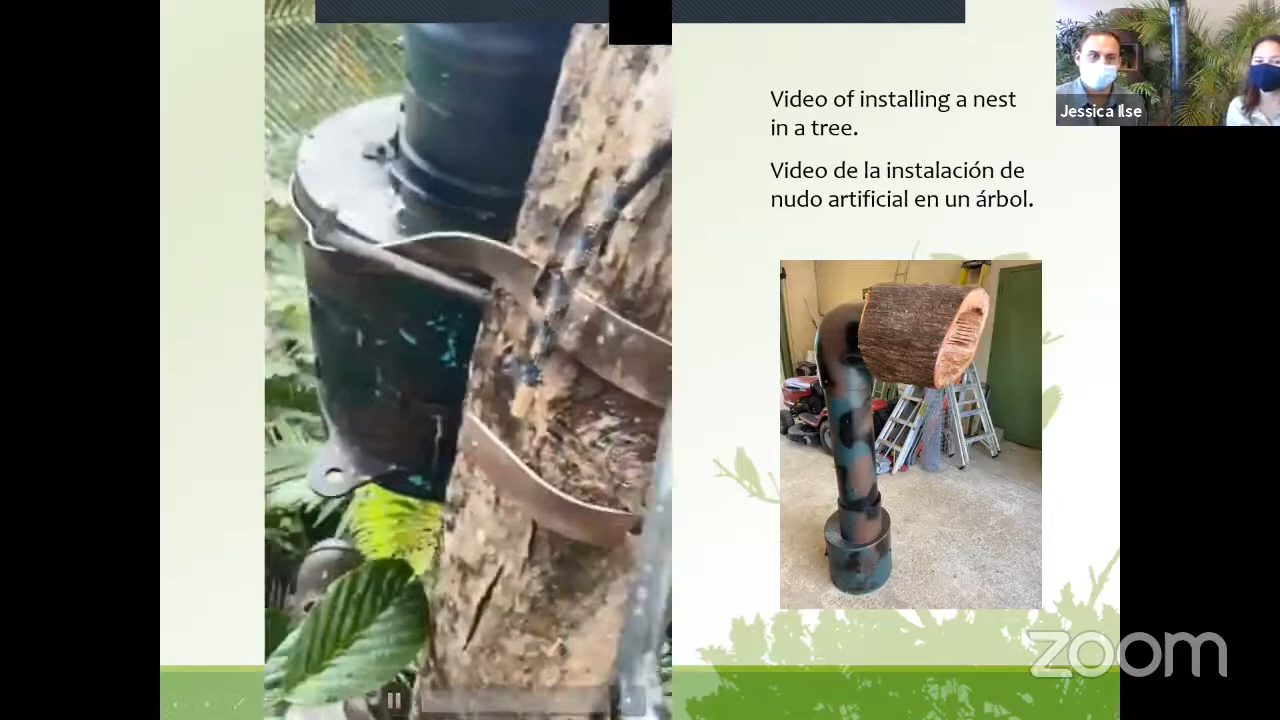 Video of installing a nest
in a tree.
Video de la instalación de
nudo artificial en un árbol.
Jessica Ilse
zoom